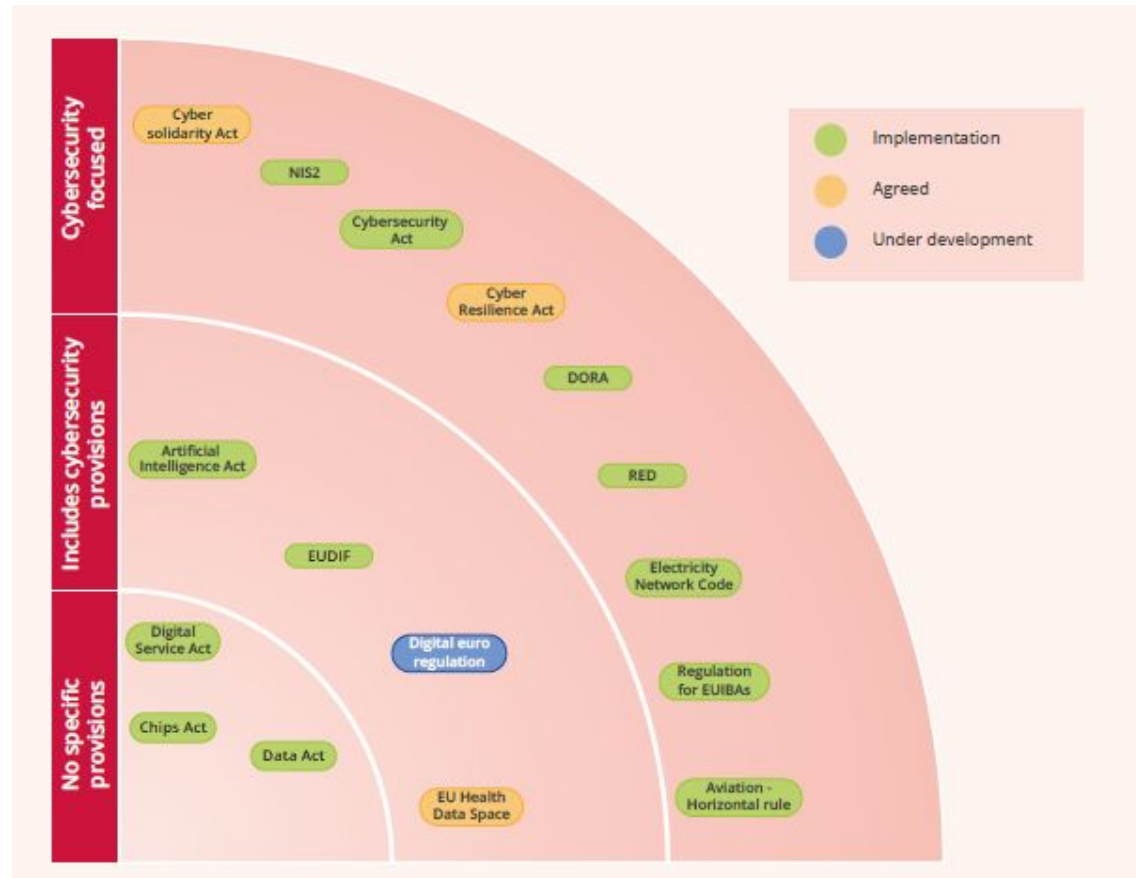 Cybersecurity
focused
Cyber
solidarity Act
NIS2
Cybersecurity
Act
Cyber
Resilience Act
DORA
RED
Electricity
Network Code
Regulation
for EUIBAs
Aviation -
Horizontal rule
Includes cybersecurity
provisions
Artificial
Intelligence Act
EUDIF
Digital euro
regulation
EU Health
Data Space
No specific
provisions
Digital
Service Act
Chips Act
Data Act
Implementation
Agreed
Under development